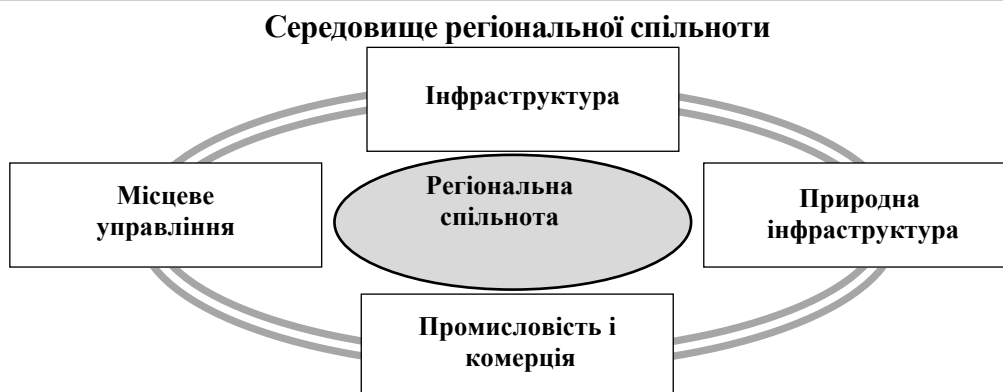 Середовище регіональної спільноти
Інфраструктура
Місцеве
управління
Регіональна
спільнота
Природна
інфраструктура
Промисловість і
комерція